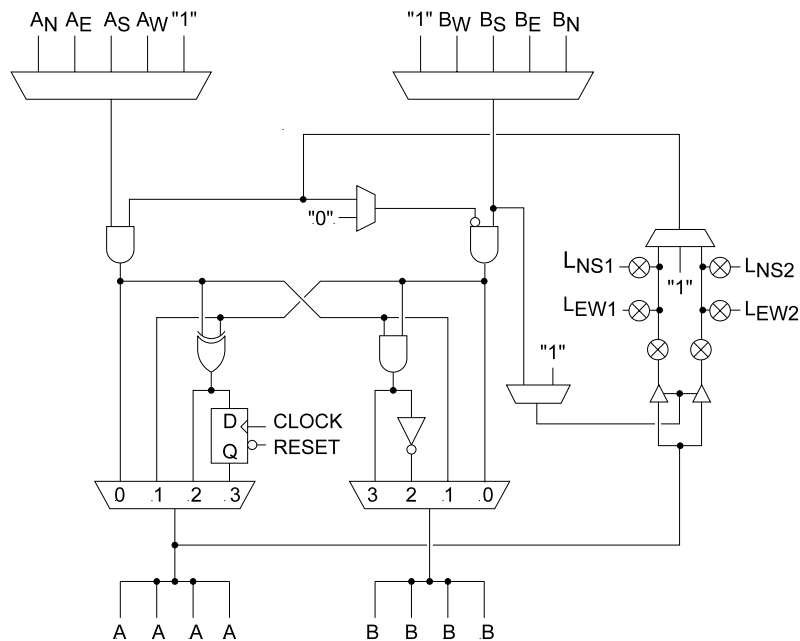 AN AE AS AW "1" "1" BW BS BE BN
"0".
LNS1 LNS2
"1"
LEW1 LEW2
"1"
D CLOCK
Q RESET
.0 .1 .2 .3 3 2 .1 .0
A A A A B B B .B